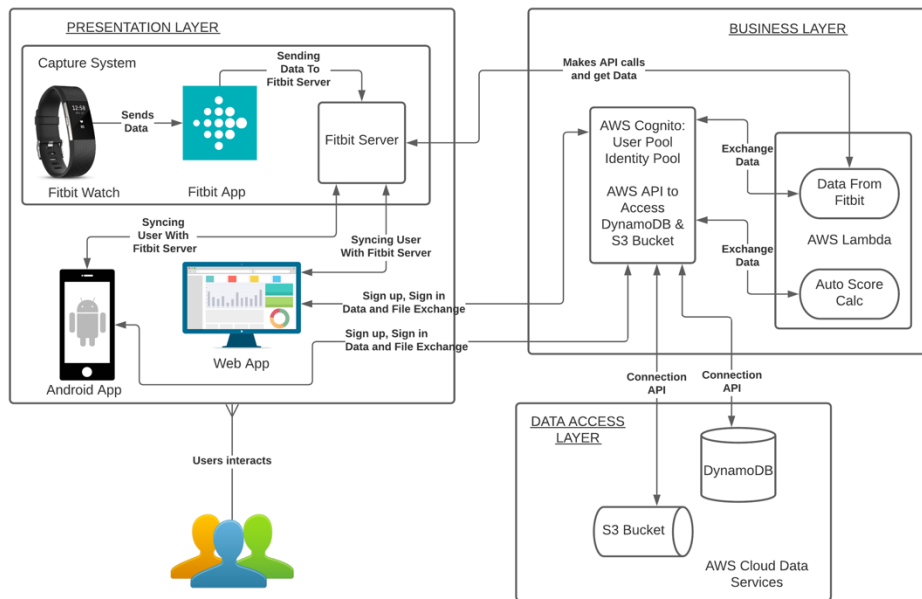 PRESENTATION LAYER
Capture System
Sending
Data To
Fitbit Server
Sends
Data
Fitbit Server
Fitbit Watch
Fitbit App
Syncing
User With
Fitbit Server
Syncing User
With Fitbit Server
Android App
Web App
Sign up, Sign in
Data and File Exchange
Sign up, Sign in
Data and File Exchange
Users interacts
BUSINESS LAYER
Makes API calls
and get Data
AWS Cognito:
User Pool
Identity Pool
AWS API to
Access
DynamoDB &
S3 Bucket
Exchange
Data
Exchange
Data
Data From
Fitbit
AWS Lambda
Auto Score
Calc
Connection
API
Connection
API
DATA ACCESS
LAYER
DynamoDB
S3 Bucket
AWS Cloud Data
Services